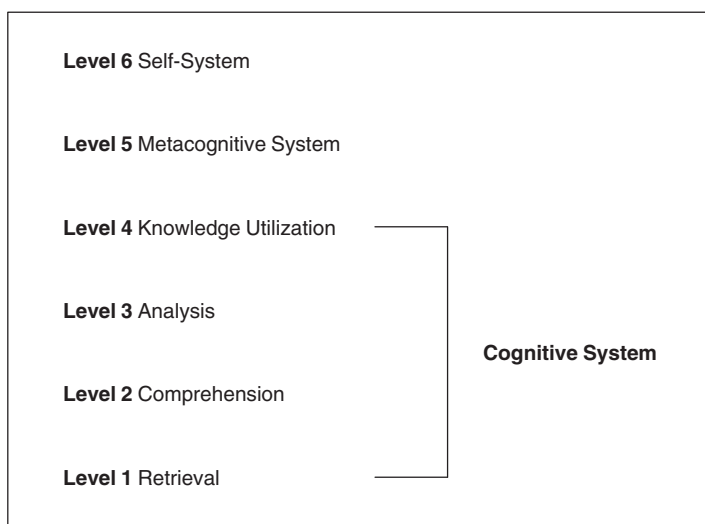 Level 6 Self-System
Level 5 Metacognitive System
Level 4 Knowledge Utilization
Level 3 Analysis
Cognitive System
Level 2 Comprehension
Level 1 Retrieval